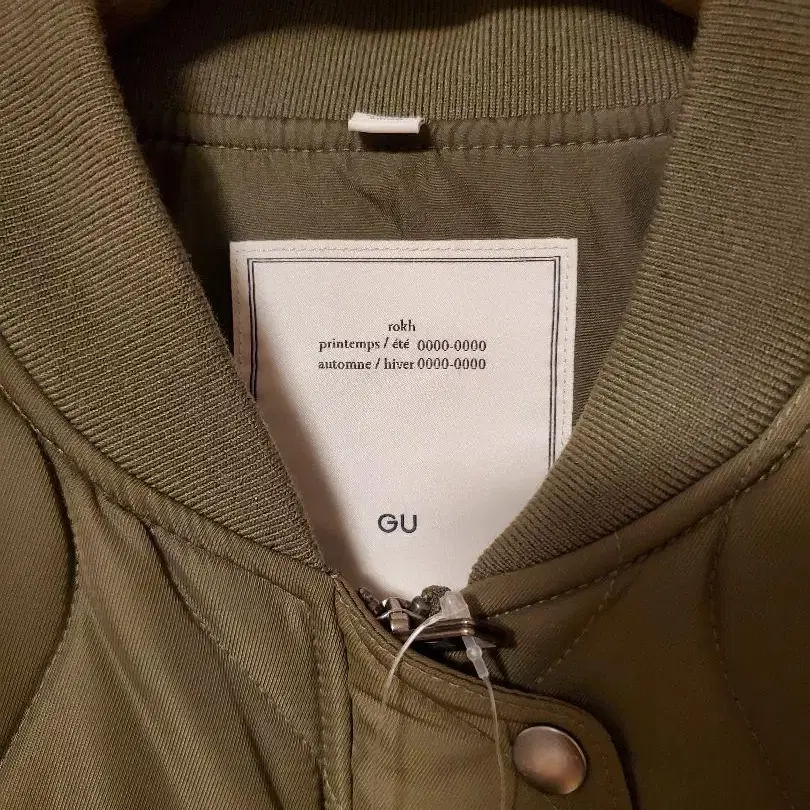 rokh
printemps / été 0000-0000
automne / hiver 0000-0000
GU